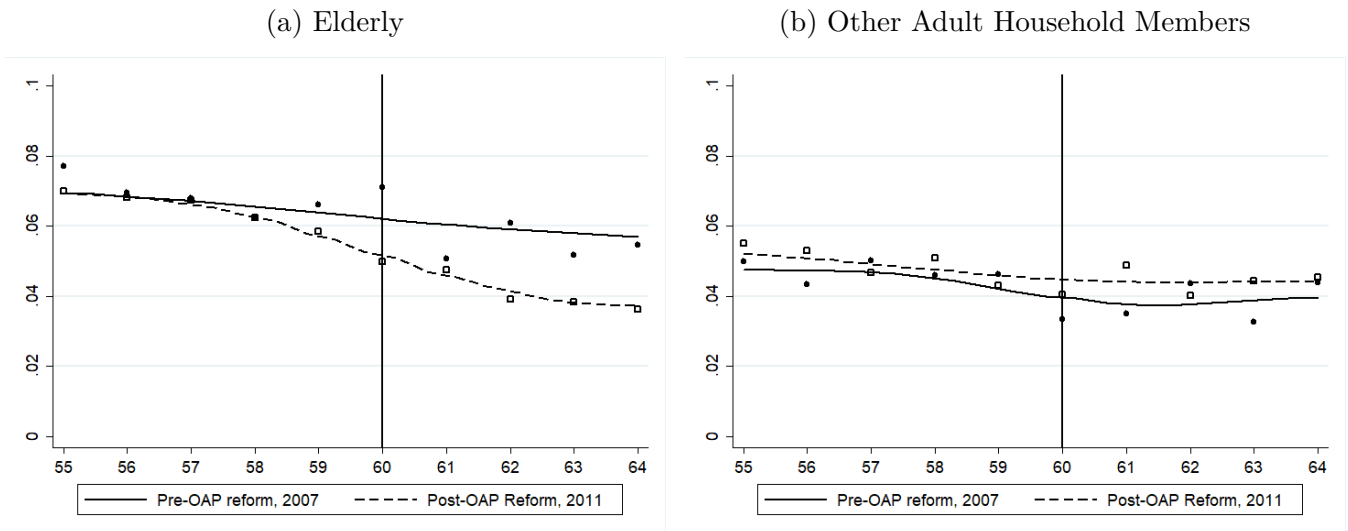 (a) Elderly
(b) Other Adult Household Members
.1
.08
.06
.04
.02
0
55 56 57 58 59 60 61 62 63 64
Pre-OAP reform, 2007 Post-OAP Reform, 2011
.1
.08
.06
.04
.02
0
55 56 57 58 59 60 61 62 63 64
Pre-OAP reform, 2007 Post-OAP Reform, 2011